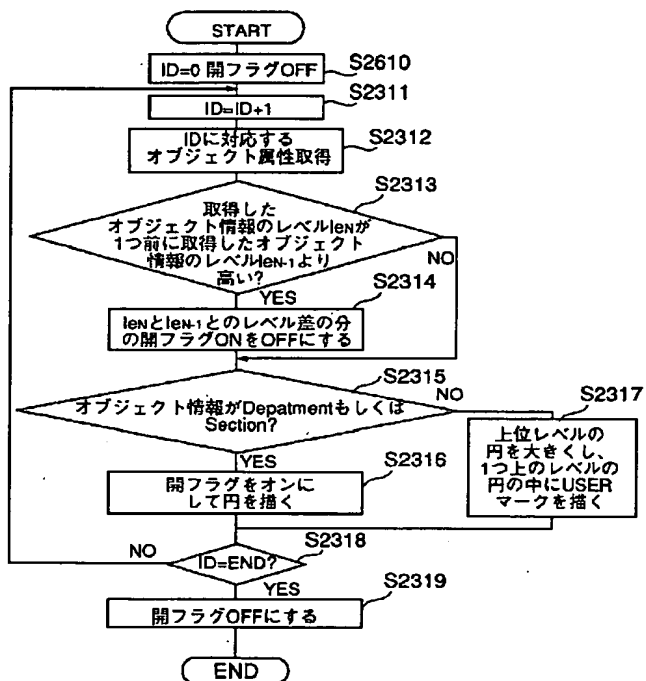 START
ID=0 開フラグOFF
S2610
S2311
ID=ID+1
S2312
IDに対応する
オブジェクト属性取得
S2313
取得した
オブジェクト情報のレベルleNが
1つ前に取得したオブジェクト
情報のレベルleN-1より
高い?
NO
YES
S2314
leNとleN-1とのレベル差の分
の開フラグONをOFFにする
S2315
オブジェクト情報がDepatmentもしくは
Section?
NO
S2317
上位レベルの
円を大きくし、
1つ上のレベルの
円の中にUSER
マークを描く
YES
S2316
開フラグをオンに
して円を描く
S2318
NO
ID=END?
YES
S2319
開フラグOFFにする
END